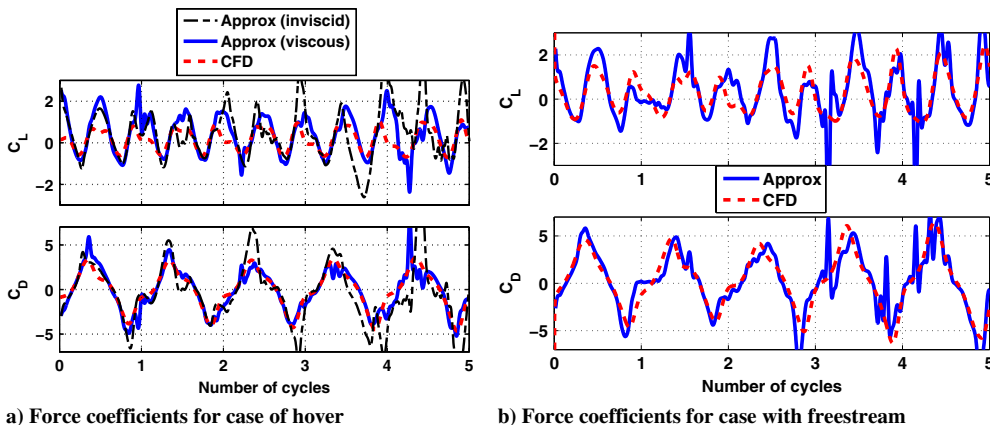 Approx (inviscid)
Approx (viscous)
CFD
2
0
−2
C_L
5
0
−5
C_D
0 1 2 3 4 5
Number of cycles
a) Force coefficients for case of hover
2
0
−2
C_L
0 1 2 3 4 5
Approx
CFD
5
0
−5
C_D
0 1 2 3 4 5
Number of cycles
b) Force coefficients for case with freestream